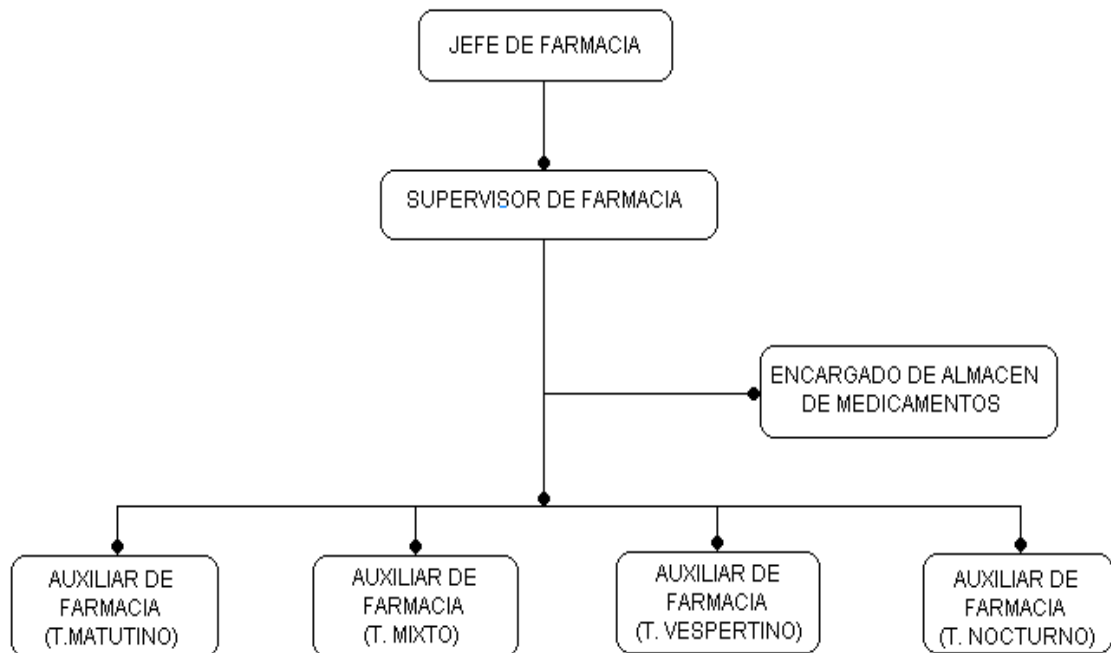 JEFE DE FARMACIA
SUPERVISOR DE FARMACIA
ENCARGADO DE ALMACEN
DE MEDICAMENTOS
AUXILIAR DE
FARMACIA
(T.MATUTINO)
AUXILIAR DE
FARMACIA
(T. MIXTO)
AUXILIAR DE
FARMACIA
(T. VESPERTINO)
AUXILIAR DE
FARMACIA
(T. NOCTURNO)